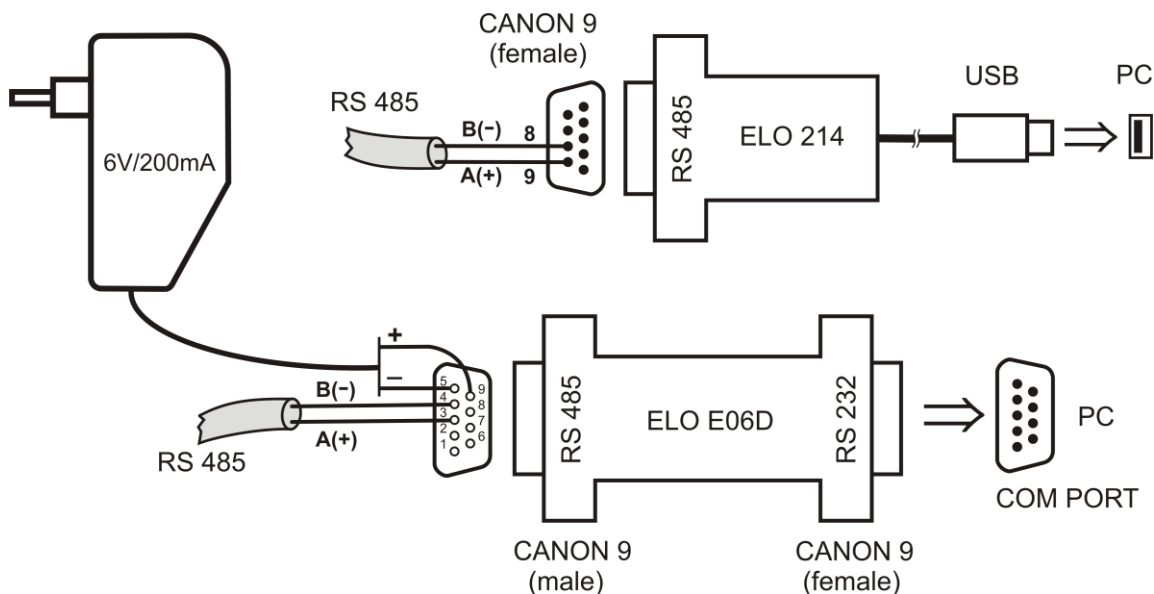 CANON 9
(female)
RS 485
B(−) 8
A(+) 9
RS 485
ELO 214
USB
PC
6V/200mA
+
−
B(−)
A(+)
RS 485
5
4
3
2
1
9
8
7
6
RS 485
ELO E06D
RS 232
PC
COM PORT
CANON 9
(male)
CANON 9
(female)